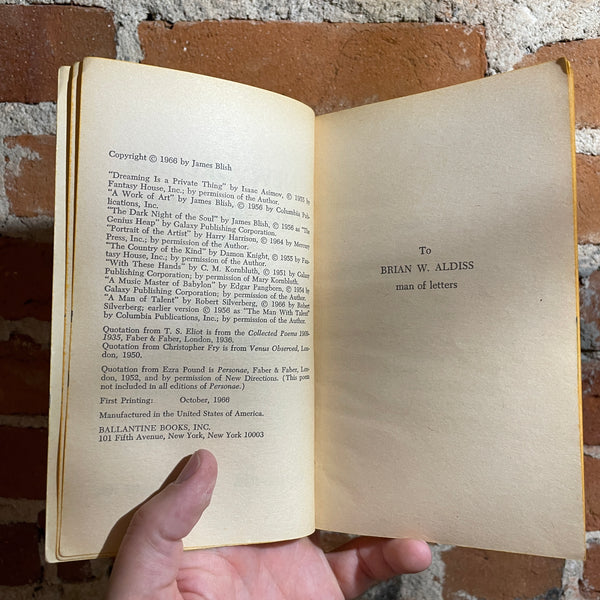 Copyright © 1966 by James Blish
"Dreaming Is a Private Thing" by Isaac Asimov, © 1955 by
Fantasy House, Inc.; by permission of the Author.
"A Work of Art" by James Blish, © 1956 by Columbia Pub-
lications, Inc.
"The Dark Night of the Soul" by James Blish, © 1956 as "The
Genius Heap" by Galaxy Publishing Corporation.
"Portrait of the Artist" by Harry Harrison, © 1964 by Mercury
Press, Inc.; by permission of the Author.
"The Country of the Kind" by Damon Knight, © 1955 by Fan-
tasy House, Inc.; by permission of the Author.
"With These Hands" by C. M. Kornbluth, © 1951 by Galaxy
Publishing Corporation; by permission of Mary Kornbluth.
"A Music Master of Babylon" by Edgar Pangborn, © 1954 by
Galaxy Publishing Corporation; by permission of the Author.
"A Man of Talent" by Robert Silverberg, © 1966 by Robert
Silverberg; earlier version © 1956 as "The Man With Talent"
by Columbia Publications, Inc.; by permission of the Author.
Quotation from T. S. Eliot is from the Collected Poems 1909-
1935, Faber & Faber, London, 1936.
Quotation from Christopher Fry is from Venus Observed, Lon-
don, 1950.
Quotation from Ezra Pound is Personae, Faber & Faber, Lon-
don, 1952, and by permission of New Directions. (This poem
not included in all editions of Personae.)
First Printing: October, 1966
Manufactured in the United States of America.
BALLANTINE BOOKS, INC.
101 Fifth Avenue, New York, New York 10003
To
BRIAN W. ALDISS
man of letters